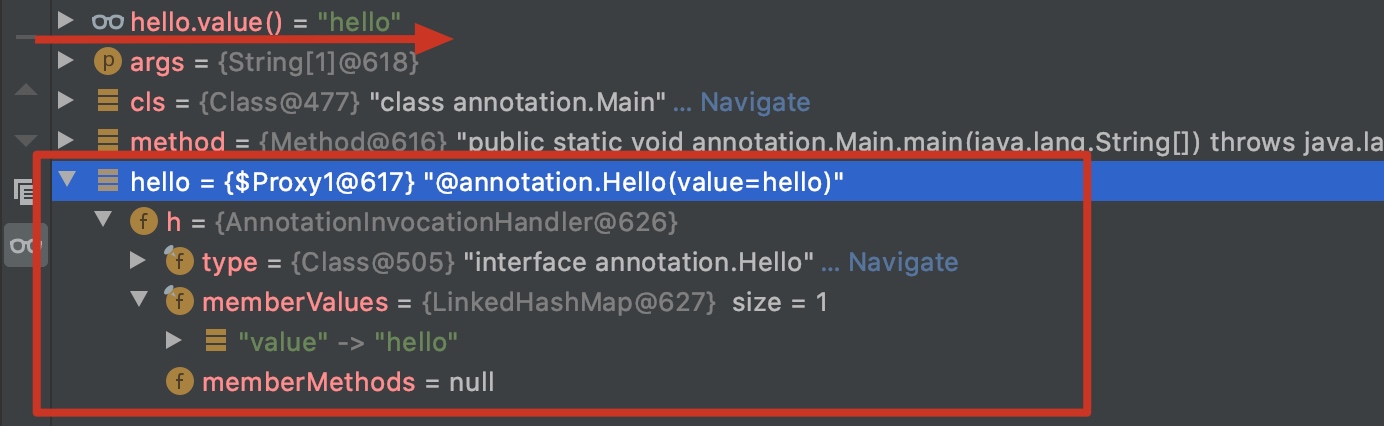 hello.value() = "hello"
p args = {String[1]@618}
cls = {Class@477} "class annotation.Main" ... Navigate
method = {Method@616} "public static void annotation.Main.main(java.lang.String[]) throws java.la
hello = {$Proxy1@617} "@annotation.Hello(value=hello)"
f h = {AnnotationInvocationHandler@626}
f type = {Class@505} "interface annotation.Hello" ... Navigate
f memberValues = {LinkedHashMap@627} size = 1
"value" -> "hello"
f memberMethods = null